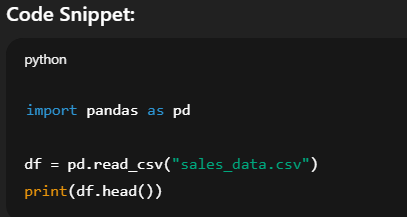 Code Snippet:
python
import pandas as pd
df = pd.read_csv("sales_data.csv")
print(df.head())